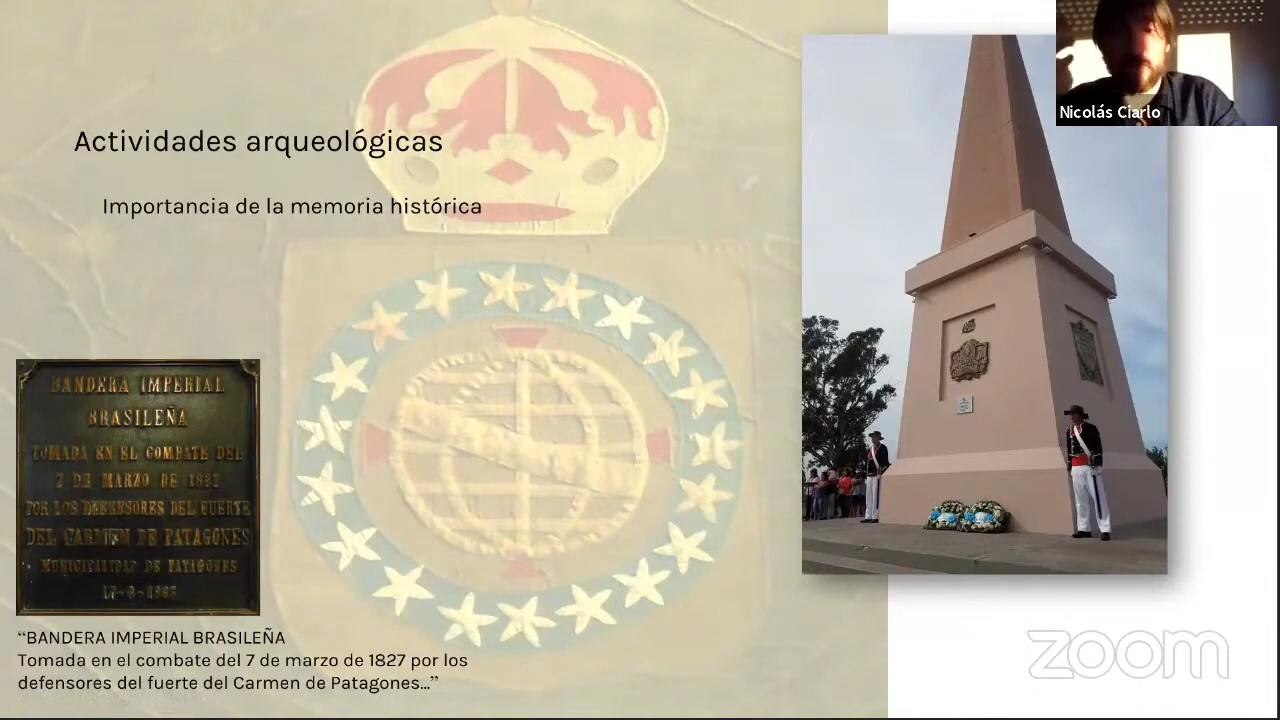 Nicolás Ciarlo
Actividades arqueológicas
Importancia de la memoria histórica
BANDERA IMPERIAL
BRASILEÑA
TOMADA EN EL COMBATE DEL
7 DE MARZO DE 1827
POR LOS DEFENSORES DEL FUERTE
DEL CARMEN DE PATAGONES
MUNICIPALIDAD DE PATAGONES
“BANDERA IMPERIAL BRASILEÑA
Tomada en el combate del 7 de marzo de 1827 por los
defensores del fuerte del Carmen de Patagones...”
zoom